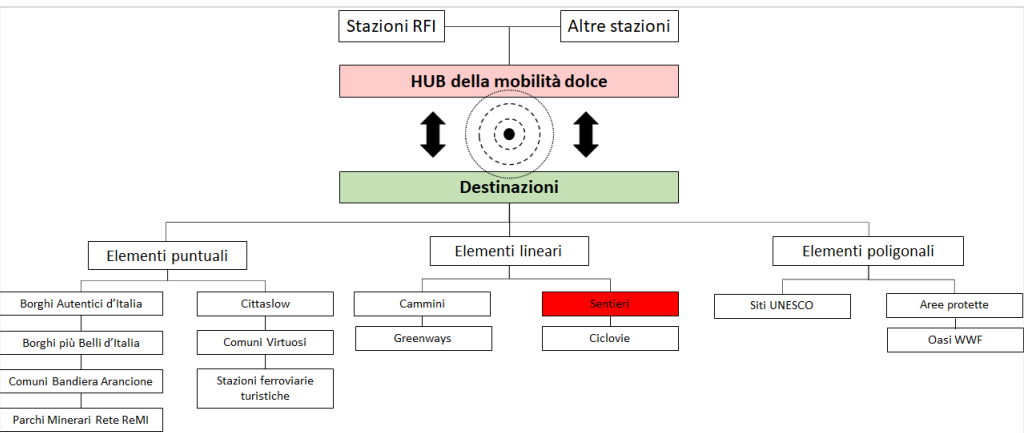 Stazioni RFI
Altre stazioni
HUB della mobilità dolce
Destinazioni
Elementi puntuali
Elementi lineari
Elementi poligonali
Borghi Autentici d'Italia
Cittaslow
Cammini
Sentieri
Siti UNESCO
Aree protette
Borghi più Belli d'Italia
Comuni Virtuosi
Greenways
Ciclovie
Oasi WWF
Comuni Bandiera Arancione
Stazioni ferroviarie
turistiche
Parchi Minerari Rete ReMI